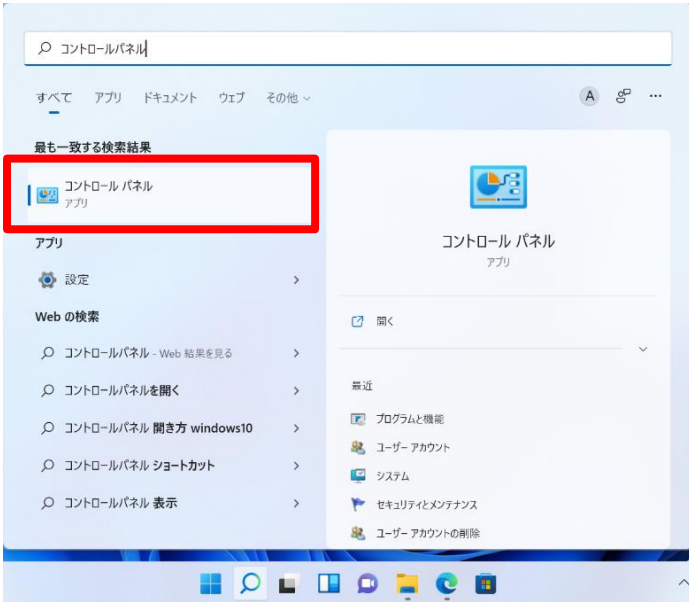 コントロールパネル
すべて アプリ ドキュメント ウェブ その他
A
最も一致する検索結果
コントロール パネル
アプリ
アプリ
設定
Web の検索
コントロールパネル - Web 結果を見る
コントロールパネルを開く
コントロールパネル 開き方 windows10
コントロールパネル ショートカット
コントロールパネル 表示
コントロール パネル
アプリ
開く
最近
プログラムと機能
ユーザー アカウント
システム
セキュリティとメンテナンス
ユーザー アカウントの削除